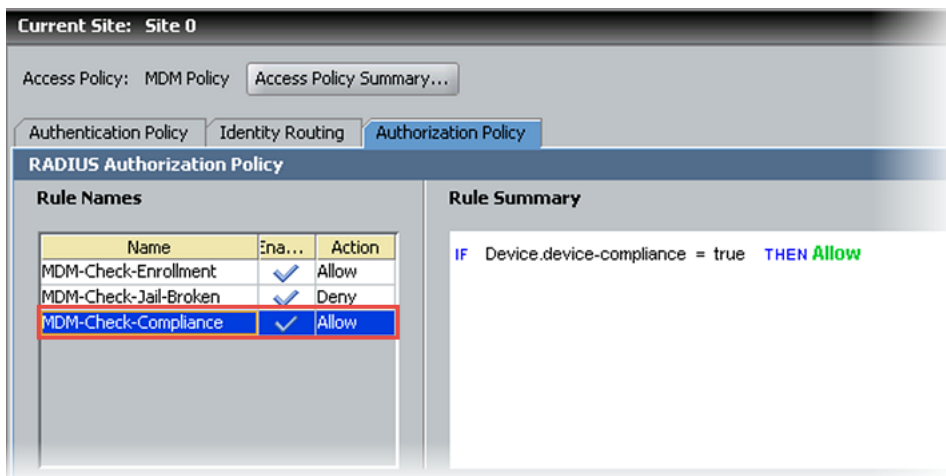 Current Site: Site 0
Access Policy: MDM Policy Access Policy Summary...
Authentication Policy Identity Routing Authorization Policy
RADIUS Authorization Policy
Rule Names
Rule Summary
Name Ena... Action
MDM-Check-Enrollment Allow
MDM-Check-Jail-Broken Deny
MDM-Check-Compliance Allow
IF Device.device-compliance = true THEN Allow